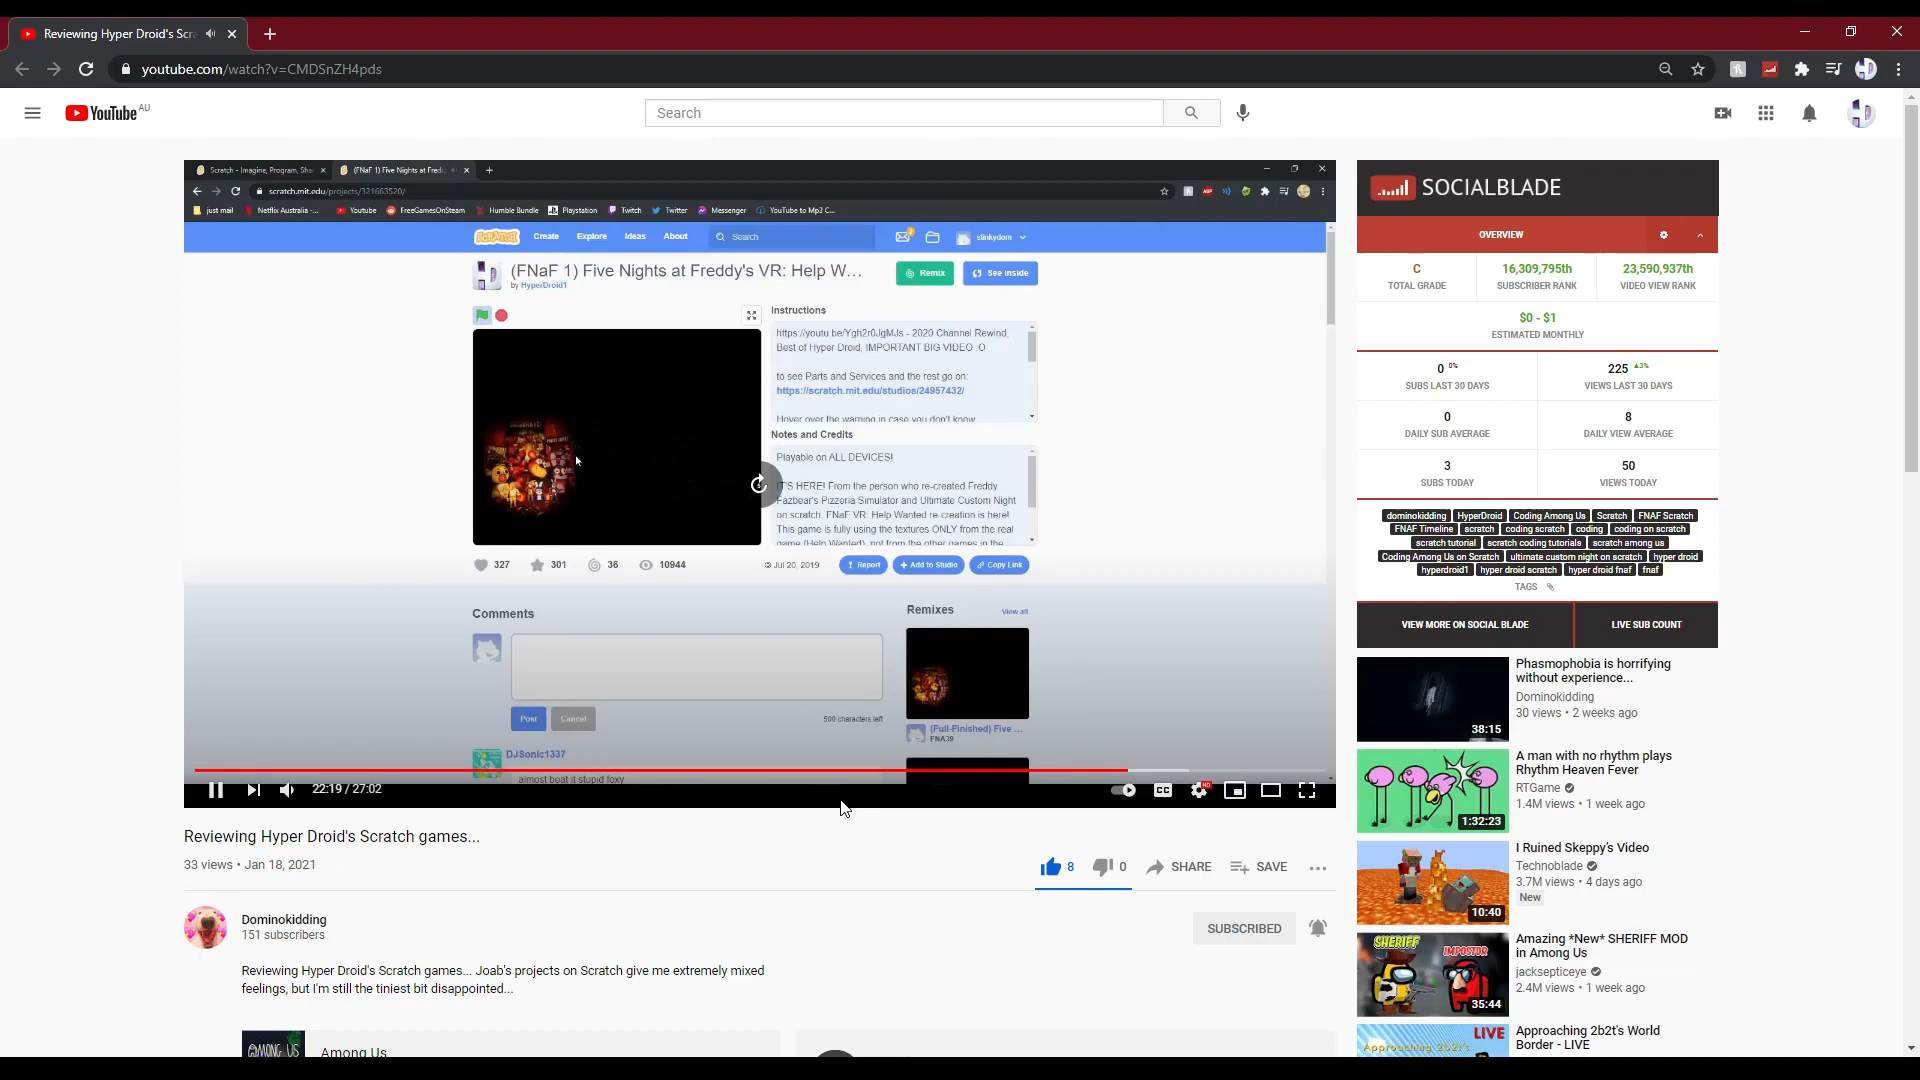 Reviewing Hyper Droid's Scra
youtube.com/watch?v=CMDSnZH4pds
YouTube AU
Search
Scratch - Imagine, Program, Sha
(FNaF 1) Five Nights at Fredd
scratch.mit.edu/projects/321663520/
just mail
Netflix Australia -...
Youtube
FreeGamesOnSteam
Humble Bundle
Playstation
Twitch
Twitter
Messenger
YouTube to Mp3 C...
SCRATCH
Create
Explore
Ideas
About
Search
stinkydom
(FNaF 1) Five Nights at Freddy's VR: Help W...
by HyperDroid1
Remix
See inside
Instructions
https://youtu.be/Ygh2r0JgMJs - 2020 Channel Rewind,
Best of Hyper Droid, IMPORTANT BIG VIDEO :O
to see Parts and Services and the rest go on:
https://scratch.mit.edu/studios/24957432/
Hover over the warning in case you don't know
Notes and Credits
Playable on ALL DEVICES!
IT'S HERE! From the person who re-created Freddy
Fazbear's Pizzeria Simulator and Ultimate Custom Night
on scratch, FNaF VR: Help Wanted re-creation is here!
This game is fully using the textures ONLY from the real
game (Help Wanted), not from the other games in the
327
301
36
10944
© Jul 20, 2019
Report
Add to Studio
Copy Link
Comments
Remixes
View all
Post
Cancel
500 characters left
(Full-Finished) Five ...
FNA39
DJSonic1337
almost beat it stupid foxy
22:19 / 27:02
CC
HD
Reviewing Hyper Droid's Scratch games...
33 views • Jan 18, 2021
8
0
SHARE
SAVE
Dominokidding
151 subscribers
SUBSCRIBED
Reviewing Hyper Droid's Scratch games... Joab's projects on Scratch give me extremely mixed
feelings, but I'm still the tiniest bit disappointed...
AMONG US
Among Us
SOCIALBLADE
OVERVIEW
C
TOTAL GRADE
16,309,795th
SUBSCRIBER RANK
23,590,937th
VIDEO VIEW RANK
$0 - $1
ESTIMATED MONTHLY
0 0%
SUBS LAST 30 DAYS
225 ▲3%
VIEWS LAST 30 DAYS
0
DAILY SUB AVERAGE
8
DAILY VIEW AVERAGE
3
SUBS TODAY
50
VIEWS TODAY
dominokidding HyperDroid Coding Among Us Scratch FNAF Scratch
FNAF Timeline scratch coding scratch coding coding on scratch
scratch tutorial scratch coding tutorials scratch among us
Coding Among Us on Scratch ultimate custom night on scratch hyper droid
hyperdroid1 hyper droid scratch hyper droid fnaf fnaf
TAGS
VIEW MORE ON SOCIAL BLADE
LIVE SUB COUNT
Phasmophobia is horrifying
without experience...
Dominokidding
30 views • 2 weeks ago
38:15
A man with no rhythm plays
Rhythm Heaven Fever
RTGame
1.4M views • 1 week ago
1:32:23
I Ruined Skeppy's Video
Technoblade
3.7M views • 4 days ago
New
10:40
SHERIFF
IMPOSTOR
Amazing *New* SHERIFF MOD
in Among Us
jacksepticeye
2.4M views • 1 week ago
35:44
LIVE
Approaching 2b2t's
Approaching 2b2t's World
Border - LIVE